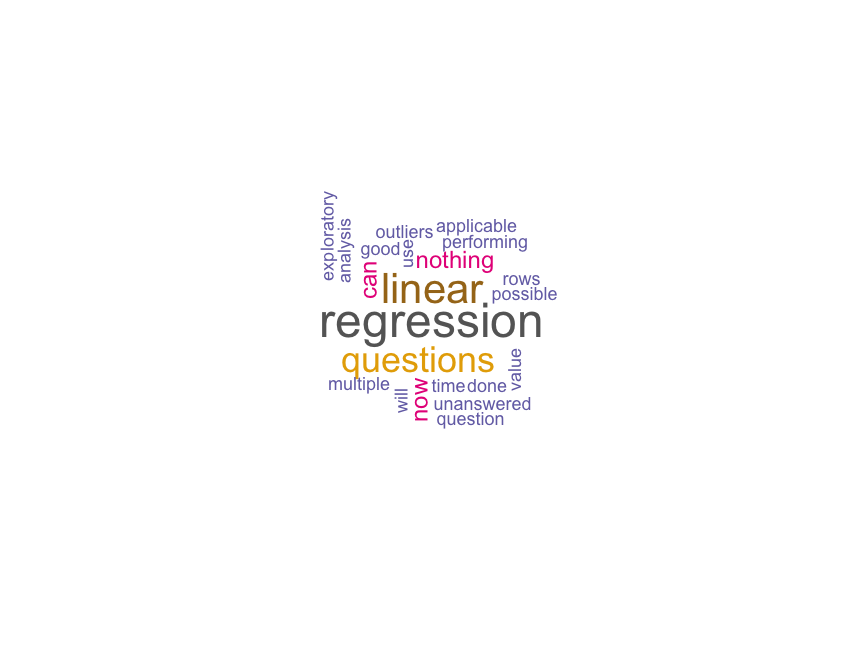 exploratory
analysis
outliers
applicable
good
use
performing
can
nothing
linear
rows
possible
regression
questions
value
multiple
will
now
time
done
unanswered
question